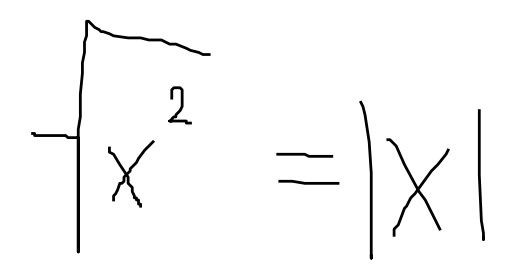 √x² = |x|